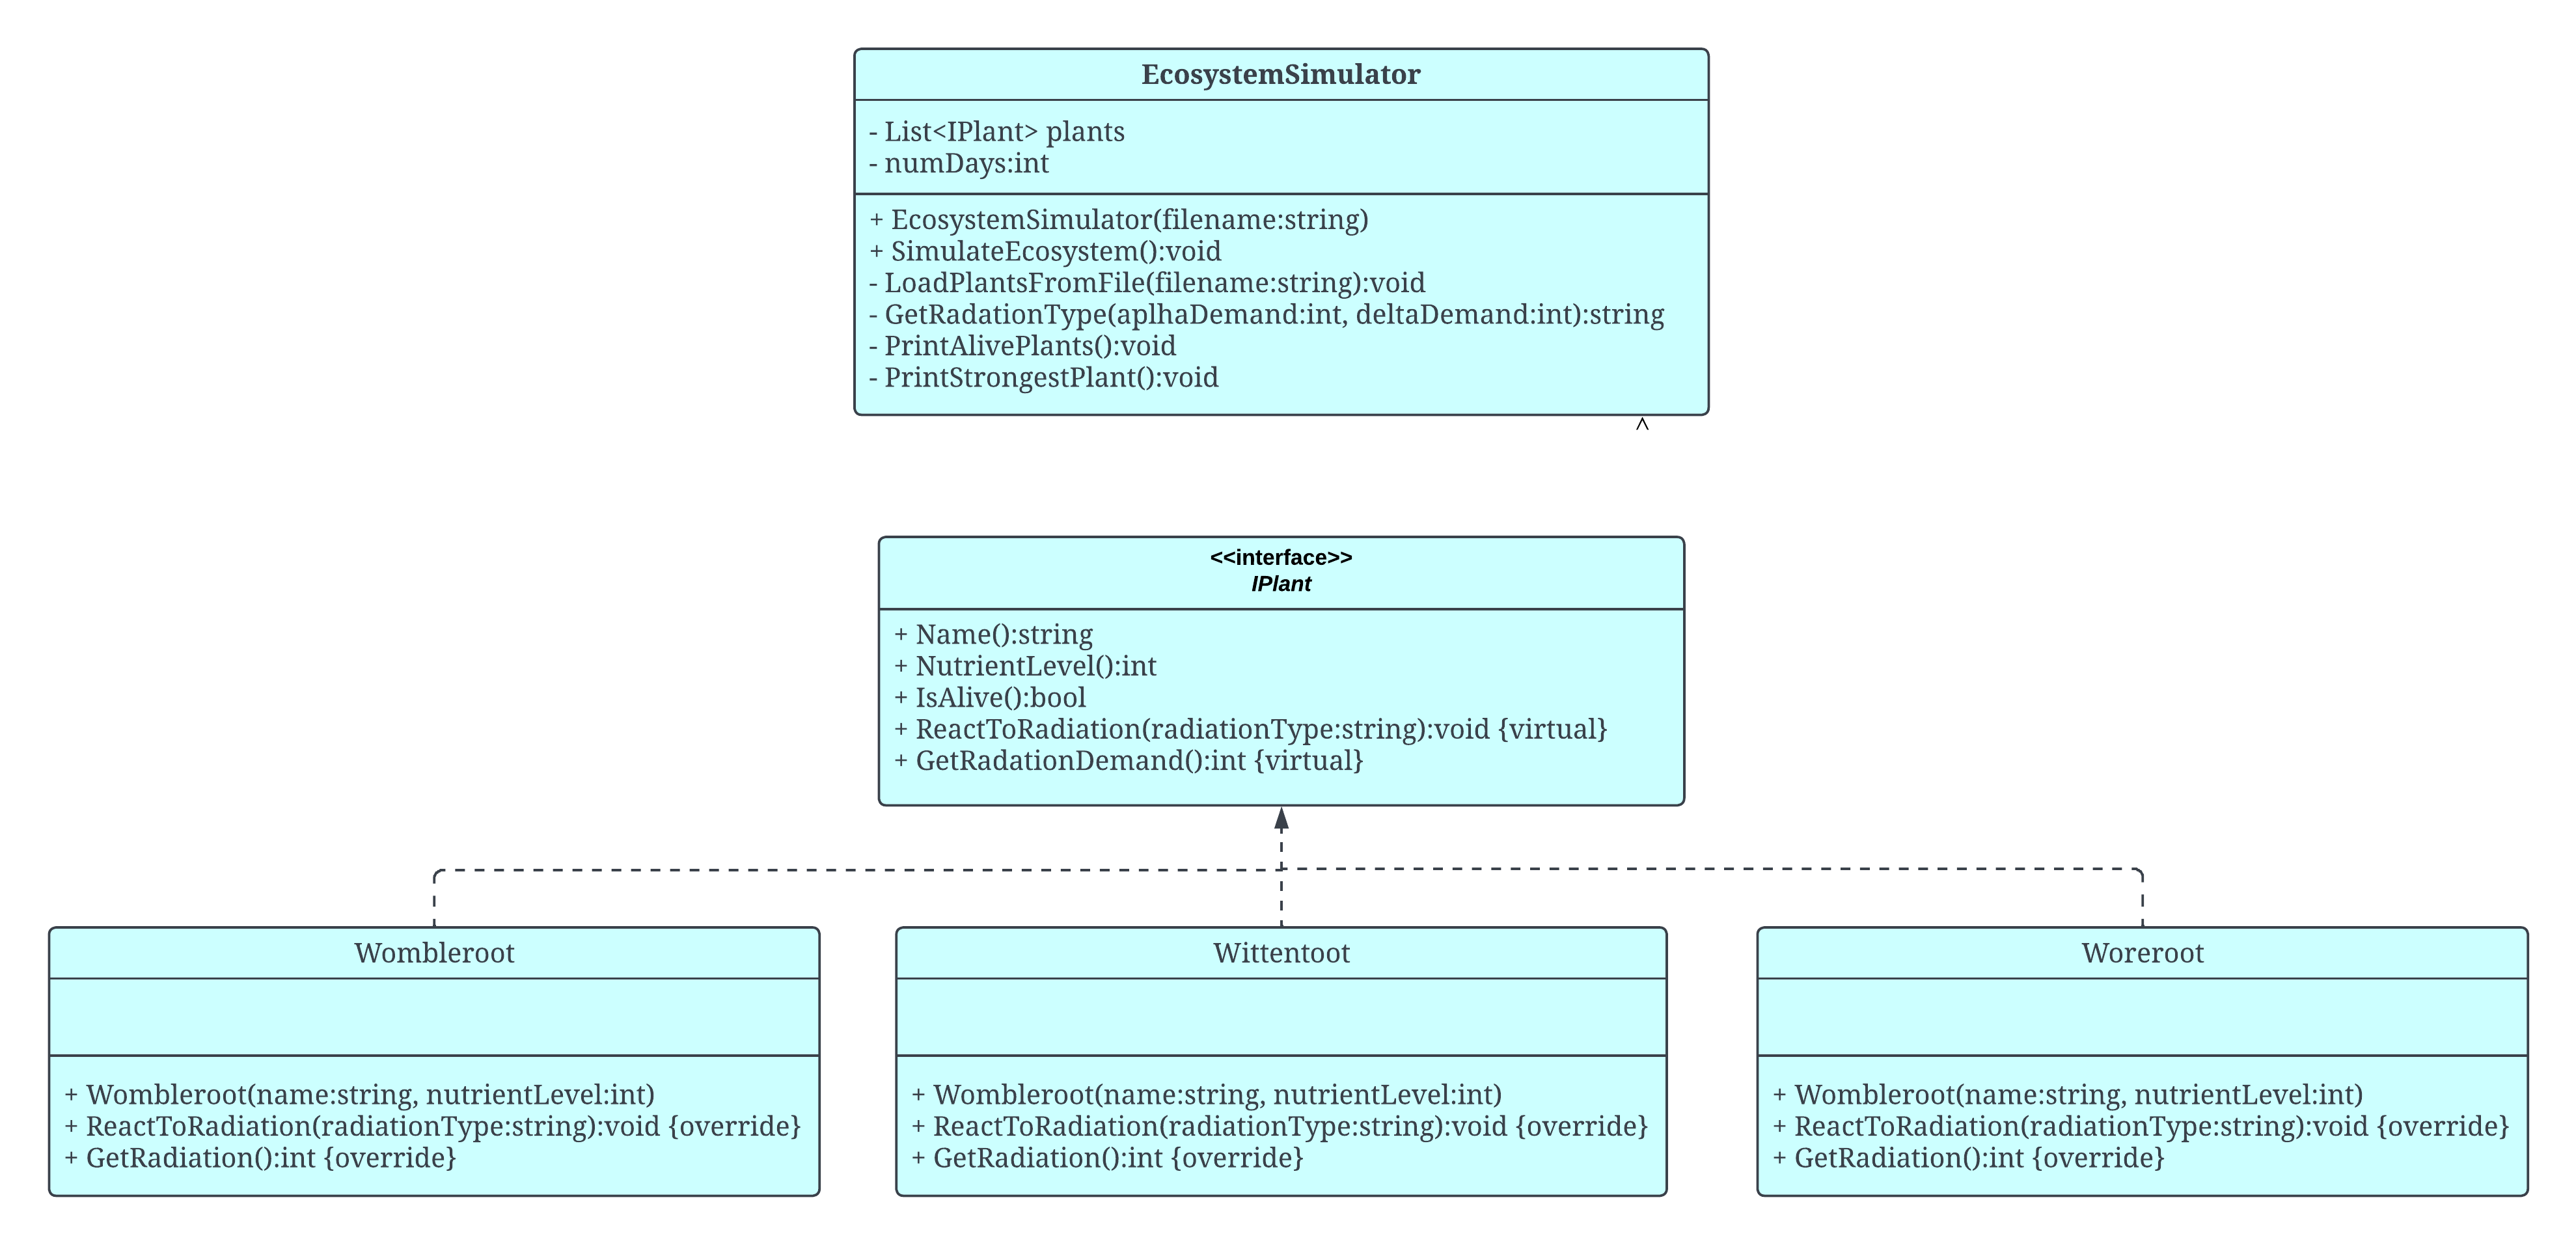 EcosystemSimulator
- List<IPlant> plants
- numDays:int
+ EcosystemSimulator(filename:string)
+ SimulateEcosystem():void
- LoadPlantsFromFile(filename:string):void
- GetRadationType(aplhaDemand:int, deltaDemand:int):string
- PrintAlivePlants():void
- PrintStrongestPlant():void
^
<<interface>>
IPlant
+ Name():string
+ NutrientLevel():int
+ IsAlive():bool
+ ReactToRadiation(radiationType:string):void {virtual}
+ GetRadationDemand():int {virtual}
Wombleroot
+ Wombleroot(name:string, nutrientLevel:int)
+ ReactToRadiation(radiationType:string):void {override}
+ GetRadiation():int {override}
Wittentoot
+ Wombleroot(name:string, nutrientLevel:int)
+ ReactToRadiation(radiationType:string):void {override}
+ GetRadiation():int {override}
Woreroot
+ Wombleroot(name:string, nutrientLevel:int)
+ ReactToRadiation(radiationType:string):void {override}
+ GetRadiation():int {override}